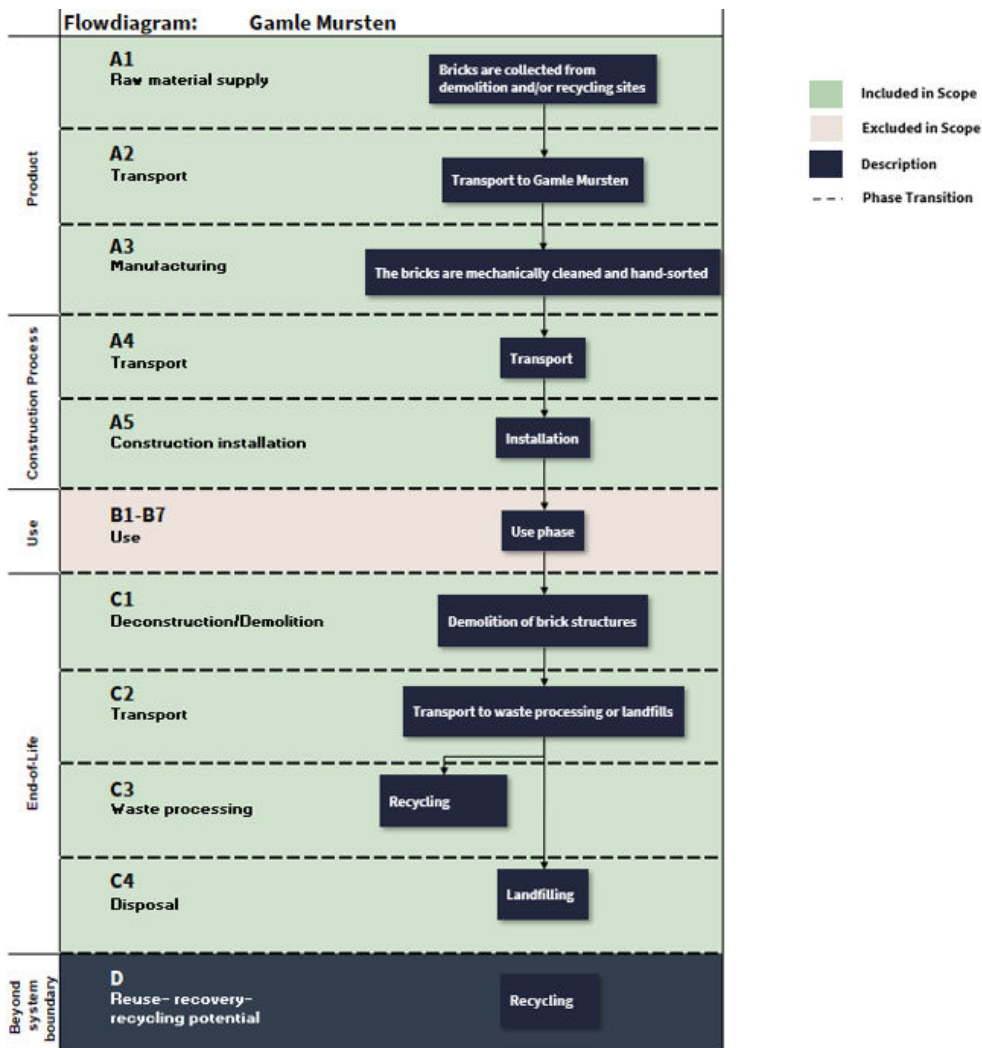 Flowdiagram: Gamle Mursten
Product
A1
Raw material supply
Bricks are collected from
demolition and/or recycling sites
A2
Transport
Transport to Gamle Mursten
A3
Manufacturing
The bricks are mechanically cleaned and hand-sorted
Construction Process
A4
Transport
Transport
A5
Construction installation
Installation
Use
B1-B7
Use
Use phase
End-of-Life
C1
Deconstruction/Demolition
Demolition of brick structures
C2
Transport
Transport to waste processing or landfills
C3
Waste processing
Recycling
C4
Disposal
Landfilling
Beyond
system
boundary
D
Reuse- recovery-
recycling potential
Recycling
Included in Scope
Excluded in Scope
Description
Phase Transition